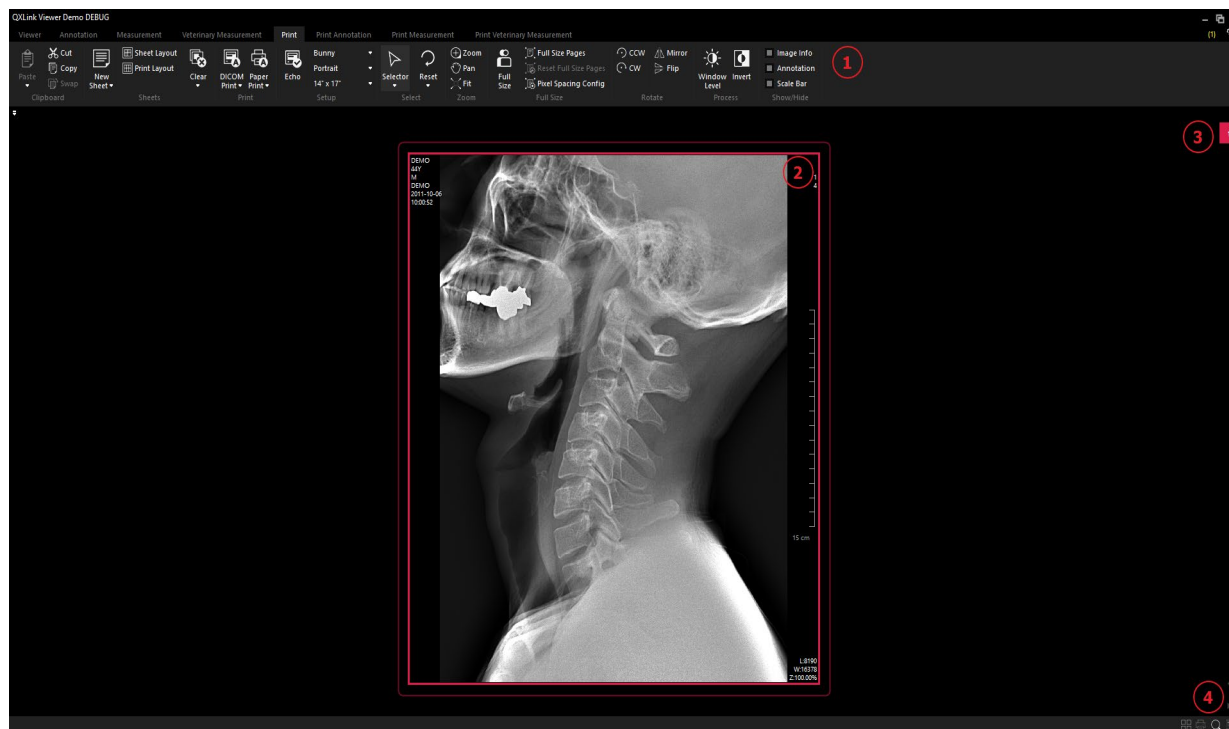 QXLink Viewer Demo DEBUG
Viewer Annotation Measurement Veterinary Measurement Print Print Annotation Print Measurement Print Veterinary Measurement (1)
Cut Sheet Layout Bunny Zoom Full Size Pages CCW Mirror Image Info
Copy Print Layout Portrait Pan Reset Full Size Pages CW Flip Annotation
Swap 14" x 17" Fit Pixel Spacing Config Scale Bar
Paste New Sheet Clear DICOM Print Paper Print Echo Selector Reset Full Size Window Level Invert
Clipboard Sheets Print Setup Select Zoom Full Size Rotate Process Show/Hide
1
3
DEMO
44Y
M
DEMO
2011-10-06
10:00:52
2
1
4
15 cm
L:8190
W:16378
Z:100.00%
4